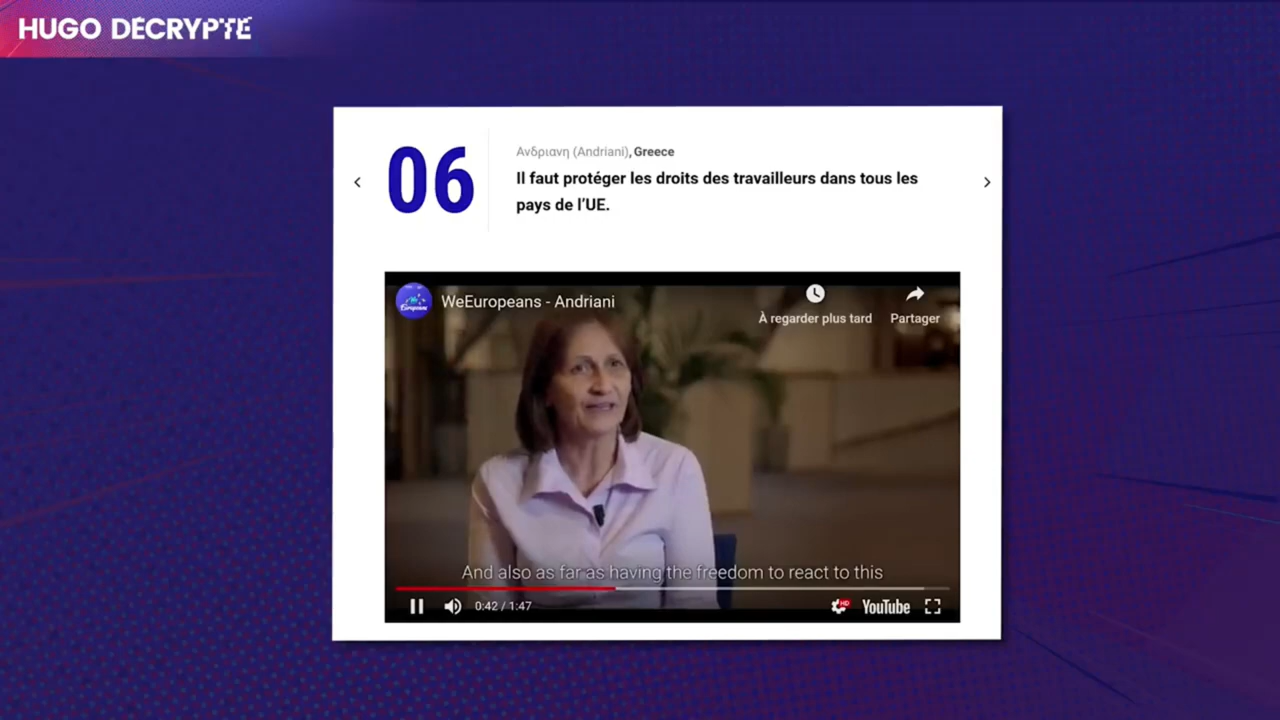 HUGO DÉCRYPTE
06
Ανδριανη (Andriani), Greece
Il faut protéger les droits des travailleurs dans tous les
pays de l'UE.
WeEuropeans - Andriani
À regarder plus tard
Partager
And also as far as having the freedom to react to this
0:42 / 1:47
HD
YouTube